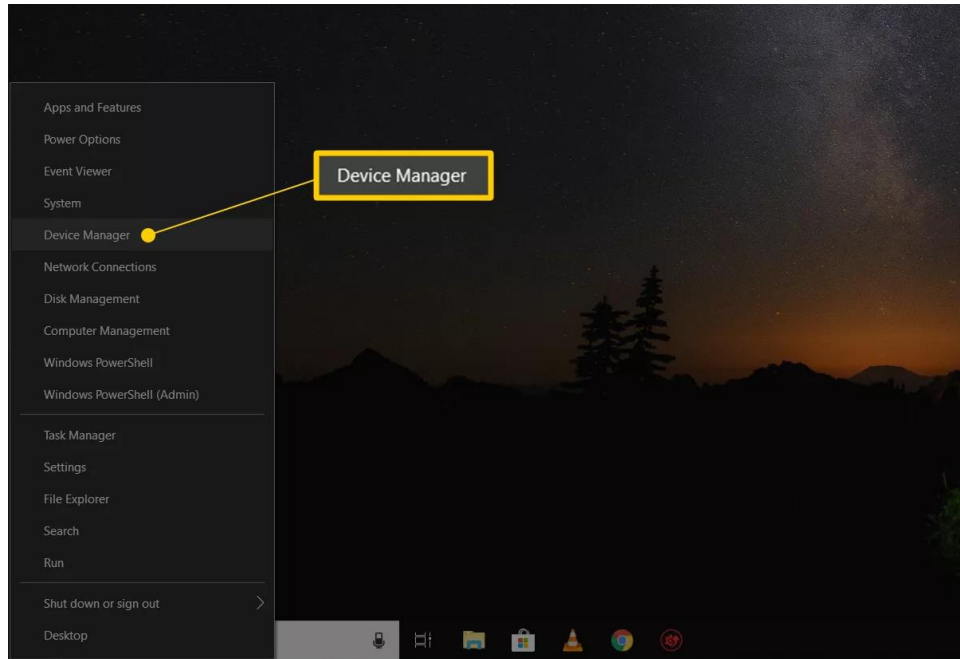 Apps and Features
Power Options
Event Viewer
System
Device Manager
Device Manager
Network Connections
Disk Management
Computer Management
Windows PowerShell
Windows PowerShell (Admin)
Task Manager
Settings
File Explorer
Search
Run
Shut down or sign out
Desktop